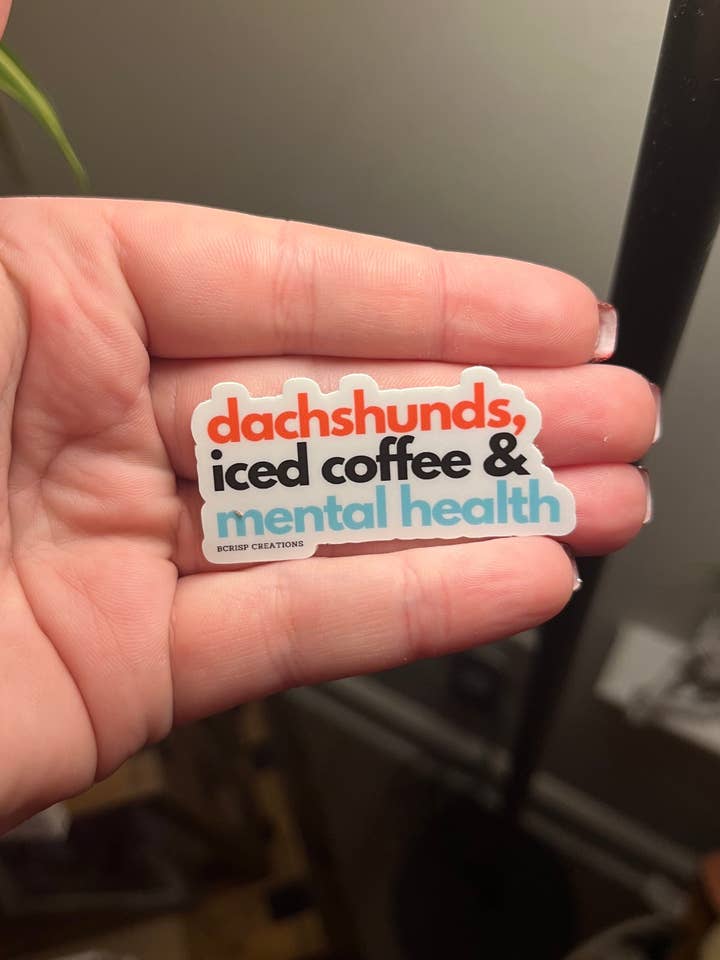 dachshunds,
iced coffee &
mental health
BCRISP CREATIONS